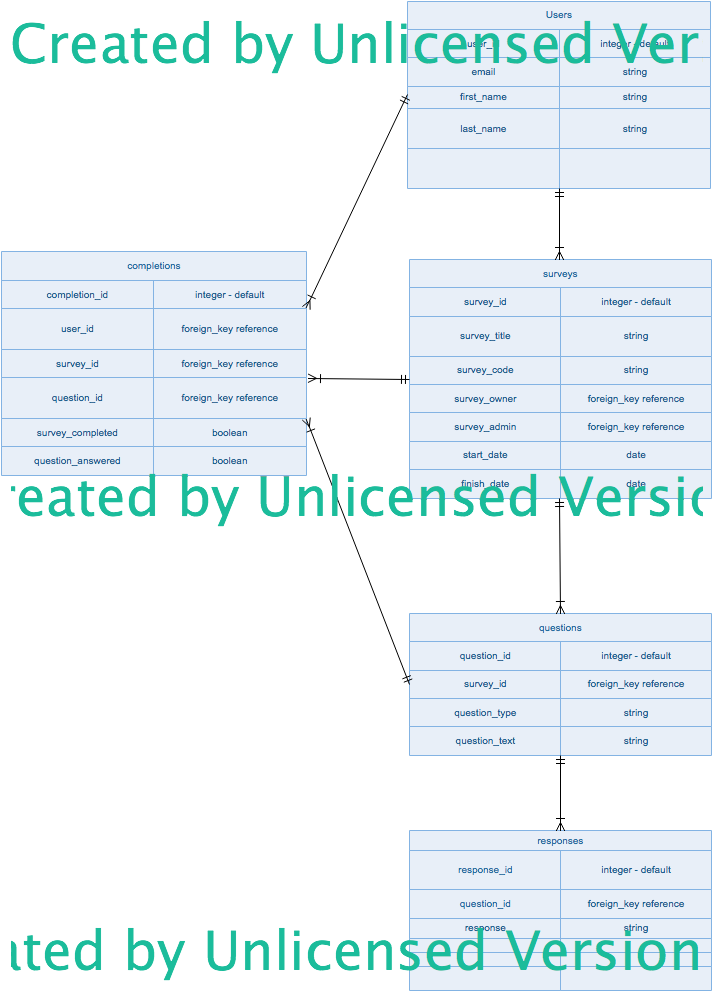 Users
Created by Unlicensed Ver
user_id integer - default
email string
first_name string
last_name string
completions
completion_id integer - default
user_id foreign_key reference
survey_id foreign_key reference
question_id foreign_key reference
survey_completed boolean
question_answered boolean
surveys
survey_id integer - default
survey_title string
survey_code string
survey_owner foreign_key reference
survey_admin foreign_key reference
start_date date
finish_date date
reated by Unlicensed Versio
questions
question_id integer - default
survey_id foreign_key reference
question_type string
question_text string
responses
response_id integer - default
question_id foreign_key reference
response string
ated by Unlicensed Version